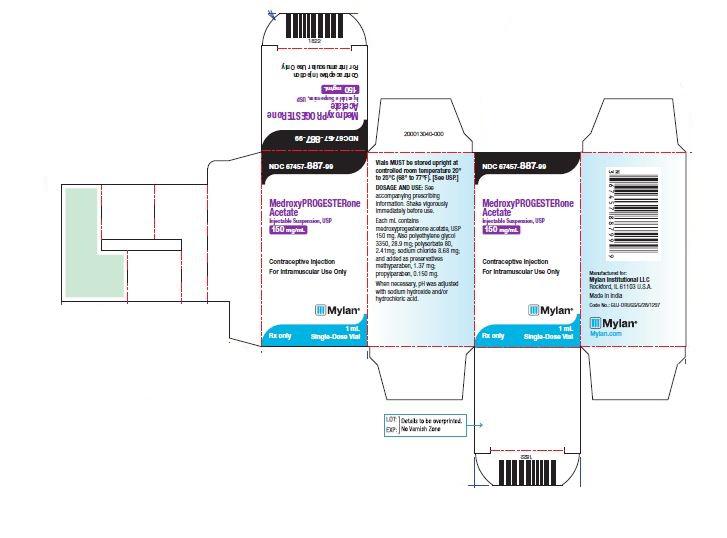 1822
For Intramuscular Use Only
Contraceptive Injection
150 mg/mL
Injectable Suspension, USP
Acetate
MedroxyPROGESTERone
NDC 67457-887-99
200013040-000
NDC 67457-887-99
MedroxyPROGESTERone
Acetate
Injectable Suspension, USP
150 mg/mL
Contraceptive Injection
For Intramuscular Use Only
Mylan®
1 mL
Rx only Single-Dose Vial
Vials MUST be stored upright at
controlled room temperature 20°
to 25°C (68° to 77°F). [See USP.]
DOSAGE AND USE: See
accompanying prescribing
information. Shake vigorously
immediately before use.
Each mL contains
medroxyprogesterone acetate, USP
150 mg. Also polyethylene glycol
3350, 28.9 mg; polysorbate 80,
2.41mg; sodium chloride 8.68 mg;
and added as preservatives
methyparaben, 1.37 mg;
propylparaben, 0.150 mg.
When necessary, pH was adjusted
with sodium hydroxide and/or
hydrochloric acid.
NDC 67457-887-99
MedroxyPROGESTERone
Acetate
Injectable Suspension, USP
150 mg/mL
Contraceptive Injection
For Intramuscular Use Only
Mylan®
1 mL
Rx only Single-Dose Vial
Manufactured for:
Mylan Institutional LLC
Rockford, IL 61103 U.S.A.
Made in India
Mylan®
Mylan.com
LOT: Details to be overprinted.
EXP: No Varnish Zone
1822